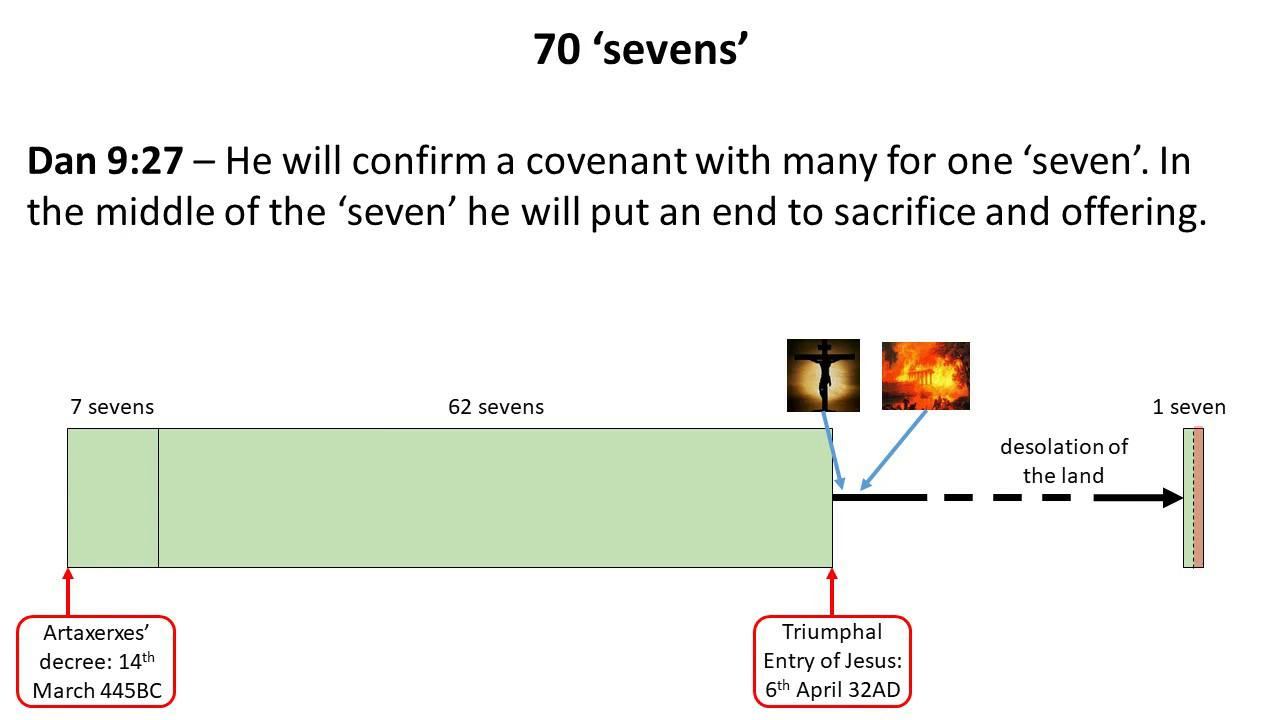 70 ‘sevens’
Dan 9:27 – He will confirm a covenant with many for one ‘seven’. In
the middle of the ‘seven’ he will put an end to sacrifice and offering.
7 sevens
62 sevens
1 seven
desolation of
the land
Artaxerxes’
decree: 14th
March 445BC
Triumphal
Entry of Jesus:
6th April 32AD